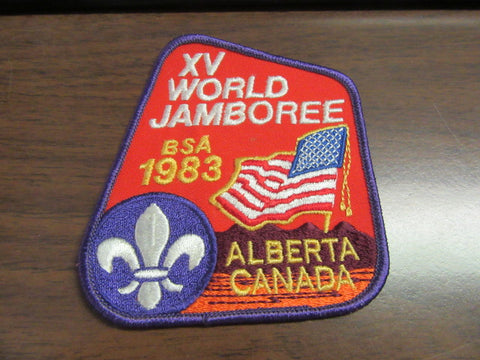 XV
WORLD
JAMBOREE
BSA
1983
ALBERTA
CANADA